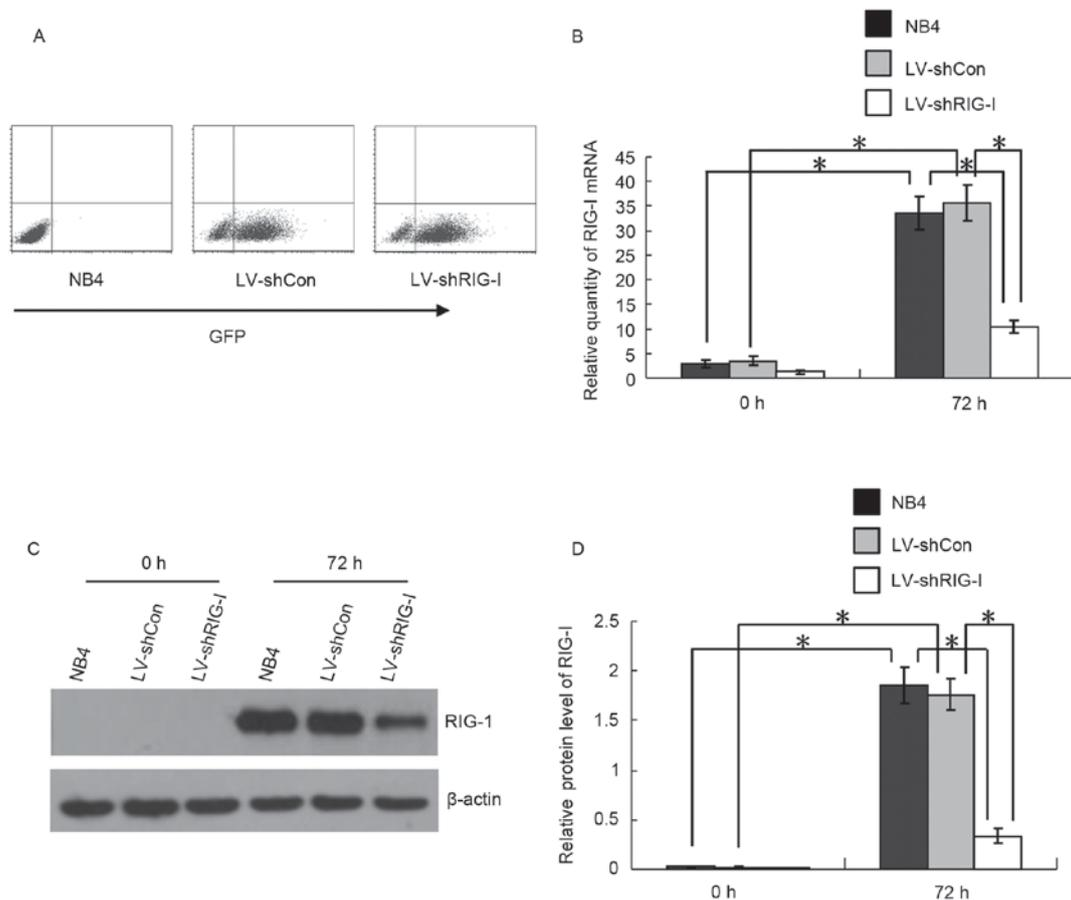 A
NB4
LV-shCon
LV-shRIG-I
GFP
B
NB4
LV-shCon
LV-shRIG-I
Relative quantity of RIG-I mRNA
45
40
35
30
25
20
15
10
5
0
* * * *
0 h
72 h
C
0 h
72 h
NB4
LV-shCon
LV-shRIG-I
NB4
LV-shCon
LV-shRIG-I
RIG-1
β-actin
D
NB4
LV-shCon
LV-shRIG-I
Relative protein level of RIG-I
2.5
2
1.5
1
0.5
0
* * * *
0 h
72 h